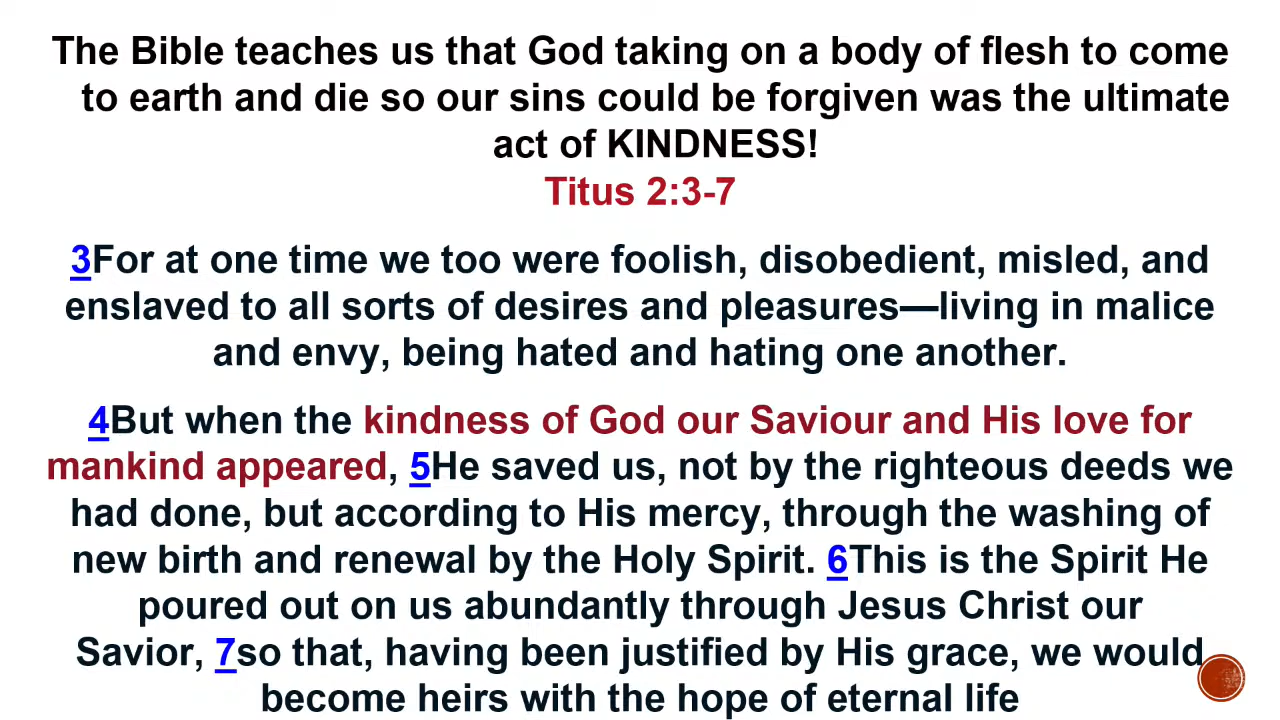 The Bible teaches us that God taking on a body of flesh to come
to earth and die so our sins could be forgiven was the ultimate
act of KINDNESS!
Titus 2:3-7
3For at one time we too were foolish, disobedient, misled, and
enslaved to all sorts of desires and pleasures—living in malice
and envy, being hated and hating one another.
4But when the kindness of God our Saviour and His love for
mankind appeared, 5He saved us, not by the righteous deeds we
had done, but according to His mercy, through the washing of
new birth and renewal by the Holy Spirit. 6This is the Spirit He
poured out on us abundantly through Jesus Christ our
Savior, 7so that, having been justified by His grace, we would
become heirs with the hope of eternal life